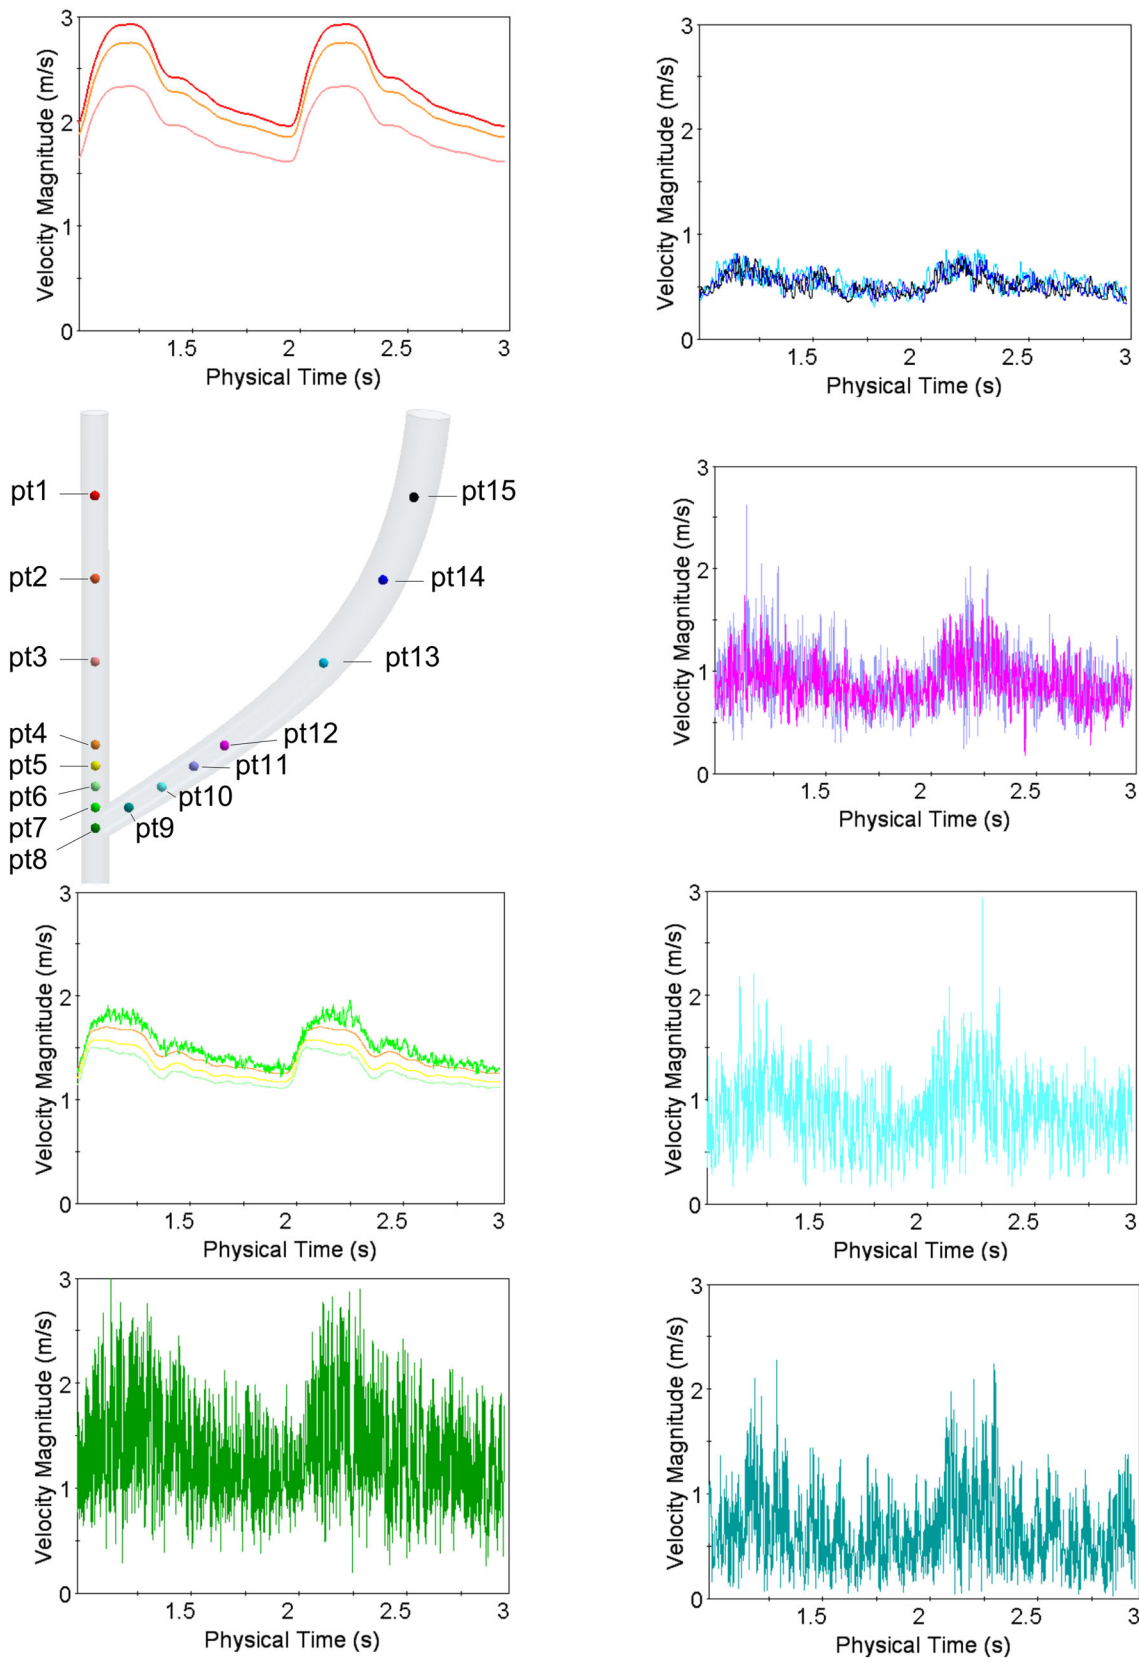 Velocity Magnitude (m/s)
3
2
1
0
1.5
2
2.5
3
Physical Time (s)
Velocity Magnitude (m/s)
3
2
1
0
1.5
2
2.5
3
Physical Time (s)
pt1
pt2
pt3
pt4
pt5
pt6
pt7
pt8
pt15
pt14
pt13
pt12
pt11
pt10
pt9
Velocity Magnitude (m/s)
3
2
1
0
1.5
2
2.5
3
Physical Time (s)
Velocity Magnitude (m/s)
3
2
1
0
1.5
2
2.5
3
Physical Time (s)
Velocity Magnitude (m/s)
3
2
1
0
1.5
2
2.5
3
Physical Time (s)
Velocity Magnitude (m/s)
3
2
1
0
1.5
2
2.5
3
Physical Time (s)
Velocity Magnitude (m/s)
3
2
1
0
1.5
2
2.5
3
Physical Time (s)